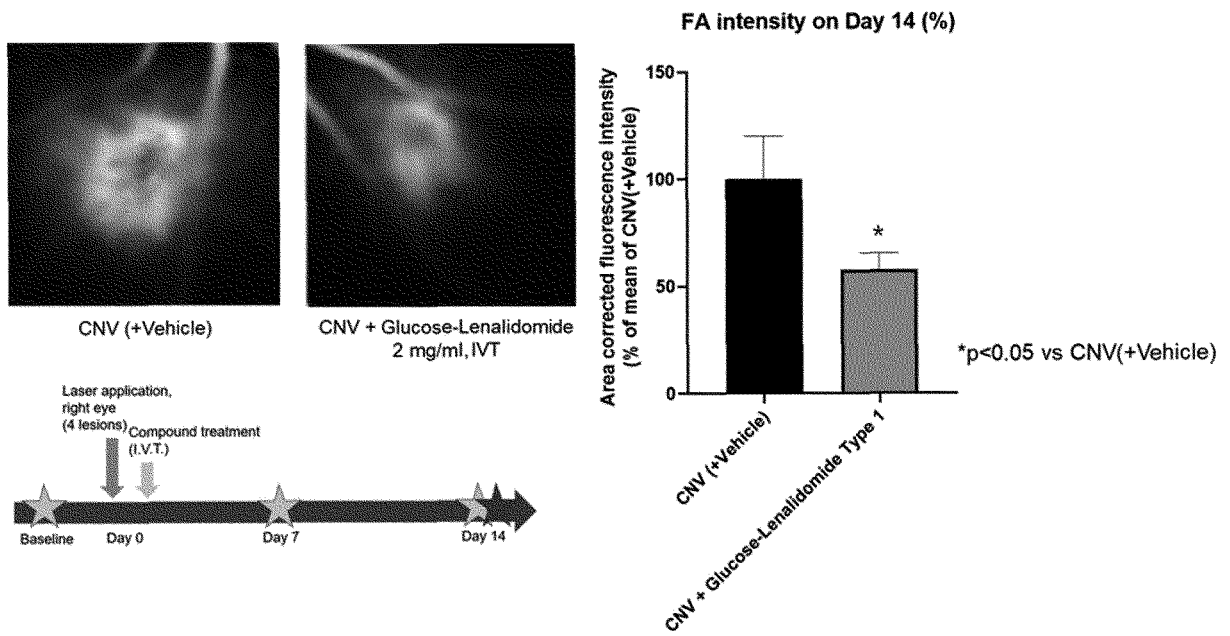 FA intensity on Day 14 (%)
CNV (+Vehicle)
CNV + Glucose-Lenalidomide
2 mg/ml, IVT
Laser application,
right eye
(4 lesions)
Compound treatment
(I.V.T.)
Baseline
Day 0
Day 7
Day 14
Area corrected fluorescence intensity
(% of mean of CNV(+Vehicle)
150
100
50
0
*
CNV (+Vehicle)
CNV + Glucose-Lenalidomide Type 1
*p<0.05 vs CNV(+Vehicle)